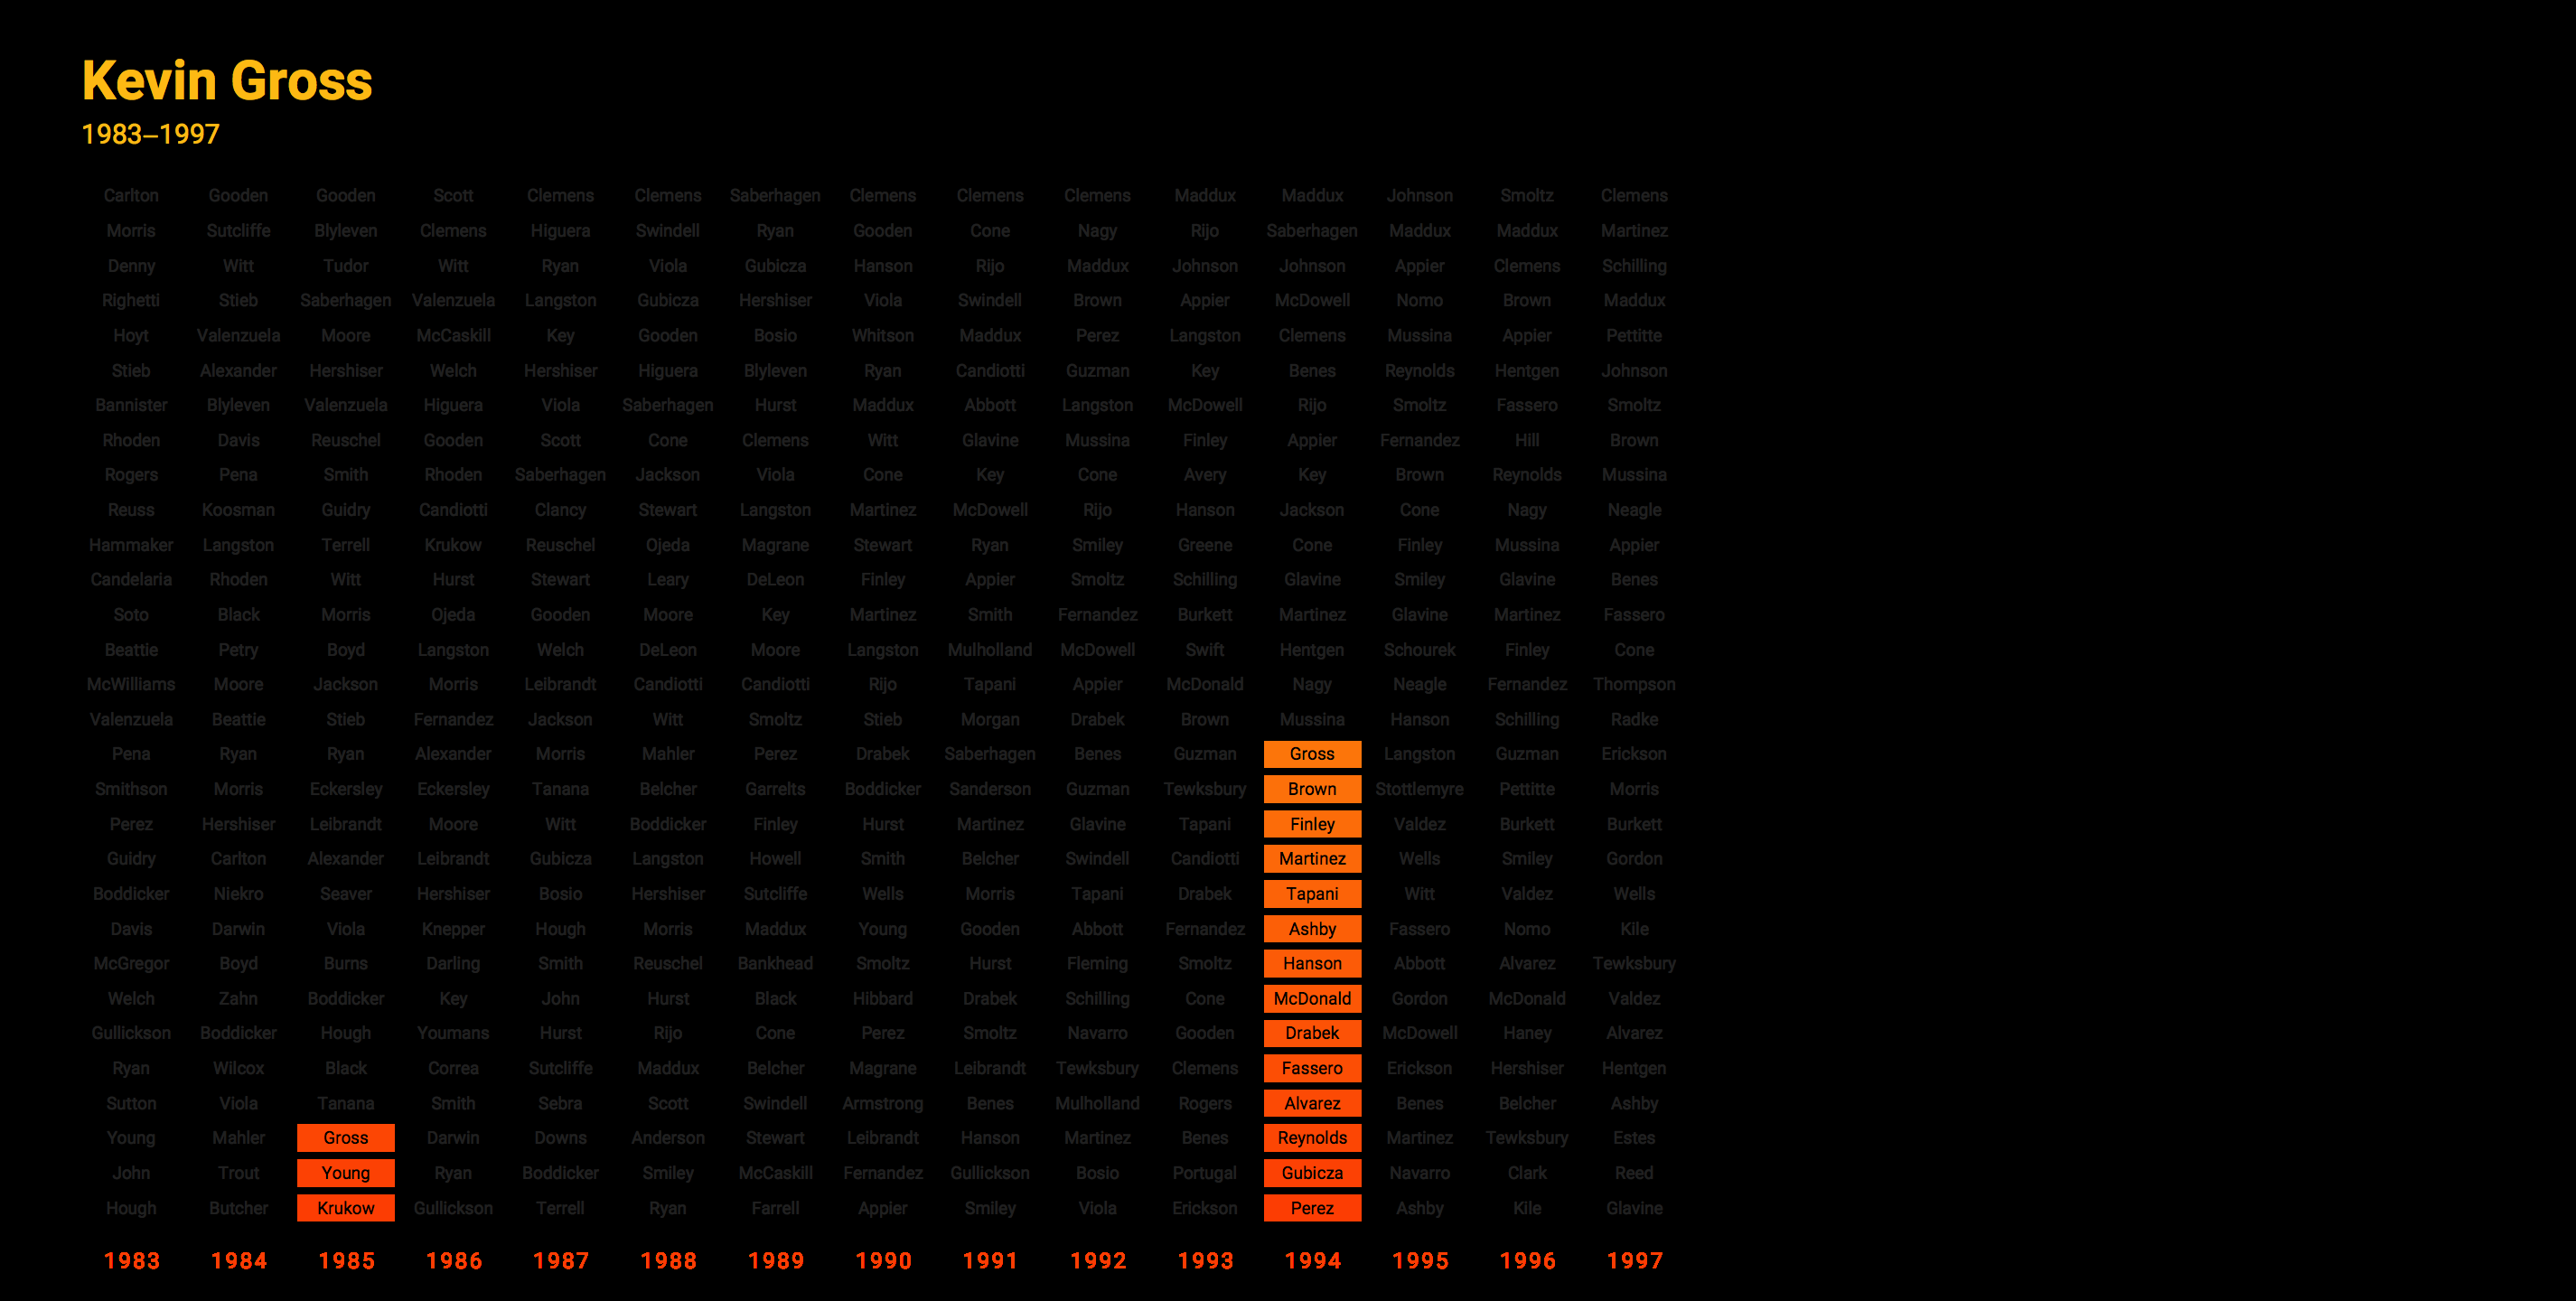 Kevin Gross
1983–1997
Carlton Gooden Gooden Scott Clemens Clemens Saberhagen Clemens Clemens Clemens Maddux Maddux Johnson Smoltz Clemens
Morris Sutcliffe Blyleven Clemens Higuera Swindell Ryan Gooden Cone Nagy Rijo Saberhagen Maddux Maddux Martinez
Denny Witt Tudor Witt Ryan Viola Gubicza Hanson Rijo Maddux Johnson Johnson Appier Clemens Schilling
Righetti Stieb Saberhagen Valenzuela Langston Gubicza Hershiser Viola Swindell Brown Appier McDowell Nomo Brown Maddux
Hoyt Valenzuela Moore McCaskill Key Gooden Bosio Whitson Maddux Perez Langston Clemens Mussina Appier Pettitte
Stieb Alexander Hershiser Welch Hershiser Higuera Blyleven Ryan Candiotti Guzman Key Benes Reynolds Hentgen Johnson
Bannister Blyleven Valenzuela Higuera Viola Saberhagen Hurst Maddux Abbott Langston McDowell Rijo Smoltz Fassero Smoltz
Rhoden Davis Reuschel Gooden Scott Cone Clemens Witt Glavine Mussina Finley Appier Fernandez Hill Brown
Rogers Pena Smith Rhoden Saberhagen Jackson Viola Cone Key Cone Avery Key Brown Reynolds Mussina
Reuss Koosman Guidry Candiotti Clancy Stewart Langston Martinez McDowell Rijo Hanson Jackson Cone Nagy Neagle
Hammaker Langston Terrell Krukow Reuschel Ojeda Magrane Stewart Ryan Smiley Greene Cone Finley Mussina Appier
Candelaria Rhoden Witt Hurst Stewart Leary DeLeon Finley Appier Smoltz Schilling Glavine Smiley Glavine Benes
Soto Black Morris Ojeda Gooden Moore Key Martinez Smith Fernandez Burkett Martinez Glavine Martinez Fassero
Beattie Petry Boyd Langston Welch DeLeon Moore Langston Mulholland McDowell Swift Hentgen Schourek Finley Cone
McWilliams Moore Jackson Morris Leibrandt Candiotti Candiotti Rijo Tapani Appier McDonald Nagy Neagle Fernandez Thompson
Valenzuela Beattie Stieb Fernandez Jackson Witt Smoltz Stieb Morgan Drabek Brown Mussina Hanson Schilling Radke
Pena Ryan Ryan Alexander Morris Mahler Perez Drabek Saberhagen Benes Guzman Gross Langston Guzman Erickson
Smithson Morris Eckersley Eckersley Tanana Belcher Garrelts Boddicker Sanderson Guzman Tewksbury Brown Stottlemyre Pettitte Morris
Perez Hershiser Leibrandt Moore Witt Boddicker Finley Hurst Martinez Glavine Tapani Finley Valdez Burkett Burkett
Guidry Carlton Alexander Leibrandt Gubicza Langston Howell Smith Belcher Swindell Candiotti Martinez Wells Smiley Gordon
Boddicker Niekro Seaver Hershiser Bosio Hershiser Sutcliffe Wells Morris Tapani Drabek Tapani Witt Valdez Wells
Davis Darwin Viola Knepper Hough Morris Maddux Young Gooden Abbott Fernandez Ashby Fassero Nomo Kile
McGregor Boyd Burns Darling Smith Reuschel Bankhead Smoltz Hurst Fleming Smoltz Hanson Abbott Alvarez Tewksbury
Welch Zahn Boddicker Key John Hurst Black Hibbard Drabek Schilling Cone McDonald Gordon McDonald Valdez
Gullickson Boddicker Hough Youmans Hurst Rijo Cone Perez Smoltz Navarro Gooden Drabek McDowell Haney Alvarez
Ryan Wilcox Black Correa Sutcliffe Maddux Belcher Magrane Leibrandt Tewksbury Clemens Fassero Erickson Hershiser Hentgen
Sutton Viola Tanana Smith Sebra Scott Swindell Armstrong Benes Mulholland Rogers Alvarez Benes Belcher Ashby
Young Mahler Gross Darwin Downs Anderson Stewart Leibrandt Hanson Martinez Benes Reynolds Martinez Tewksbury Estes
John Trout Young Ryan Boddicker Smiley McCaskill Fernandez Gullickson Bosio Portugal Gubicza Navarro Clark Reed
Hough Butcher Krukow Gullickson Terrell Ryan Farrell Appier Smiley Viola Erickson Perez Ashby Kile Glavine
1983 1984 1985 1986 1987 1988 1989 1990 1991 1992 1993 1994 1995 1996 1997